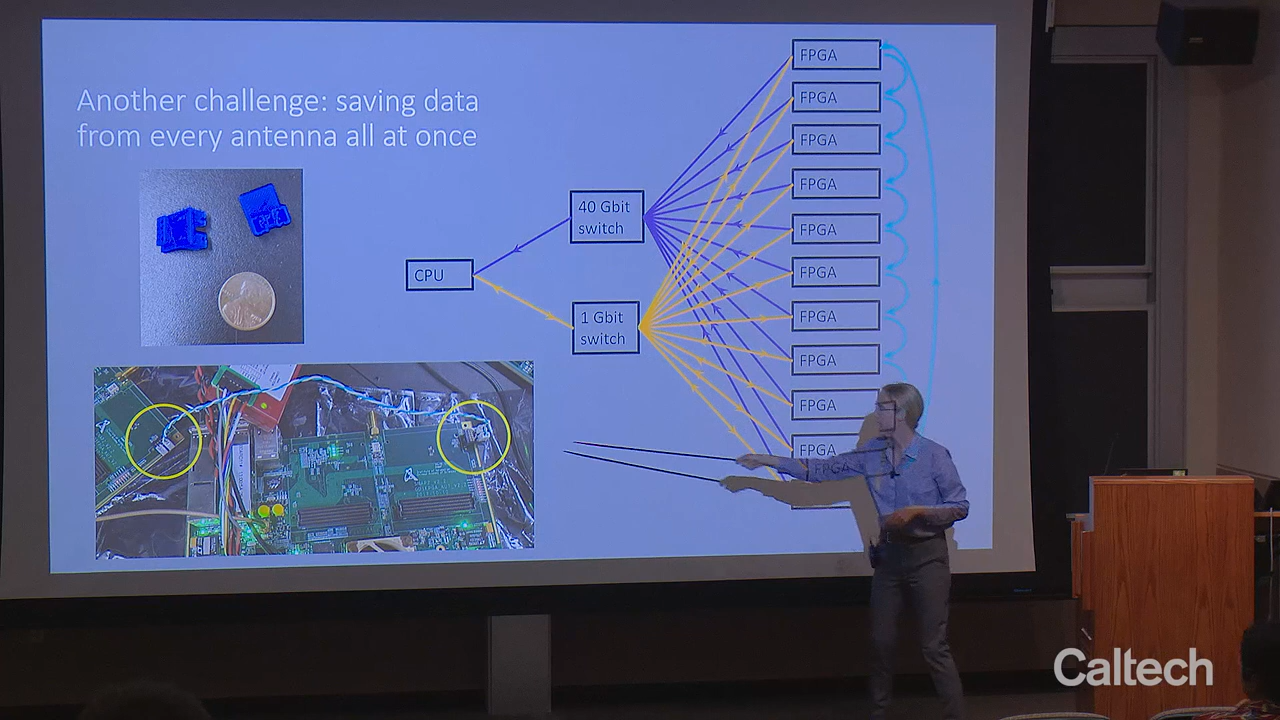 Another challenge: saving data
from every antenna all at once
CPU
40 Gbit
switch
1 Gbit
switch
FPGA
FPGA
FPGA
FPGA
FPGA
FPGA
FPGA
FPGA
FPGA
FPGA
FPGA
Caltech